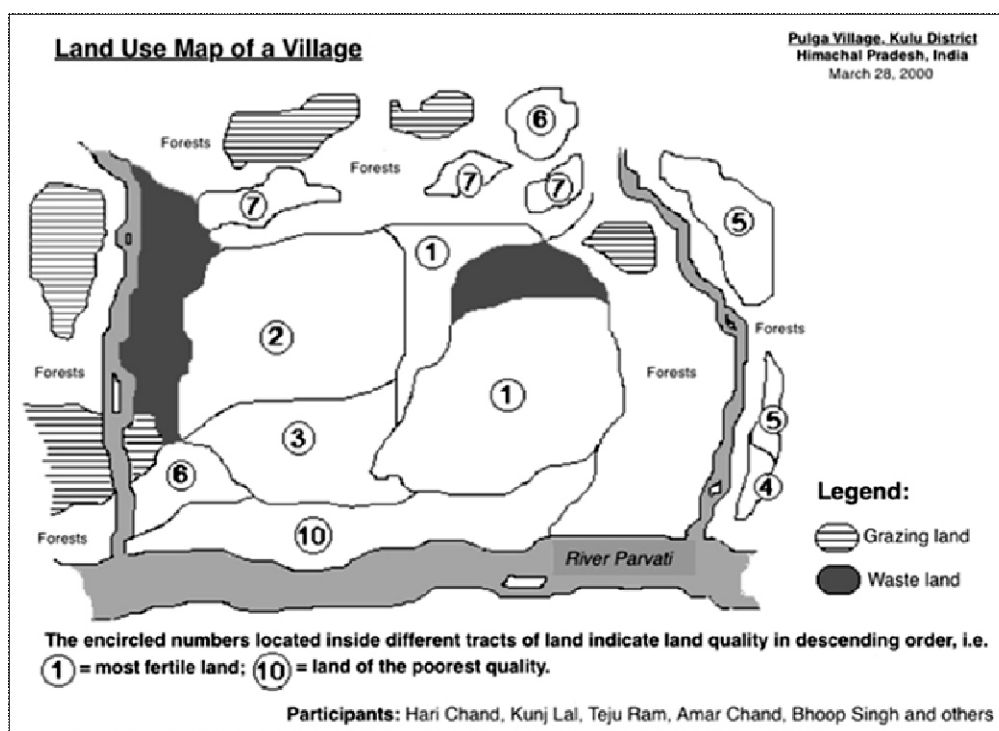 Land Use Map of a Village
Pulga Village, Kulu District
Himachal Pradesh, India
March 28, 2000
6
Forests
Forests
7
7
7
5
1
2
Forests
Forests
Forests
1
3
5
6
4
Legend:
10
Forests
Grazing land
River Parvati
Waste land
The encircled numbers located inside different tracts of land indicate land quality in descending order, i.e.
1 = most fertile land; 10 = land of the poorest quality.
Participants: Hari Chand, Kunj Lal, Teju Ram, Amar Chand, Bhoop Singh and others